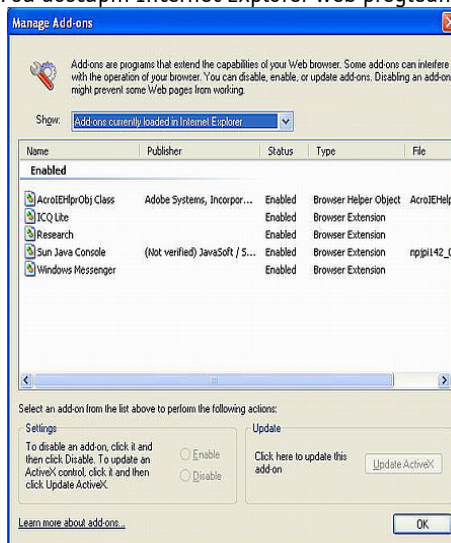 Internet Explorer web
Manage Add-ons
Add-ons are programs that extend the capabilities of your Web browser. Some add-ons can interfere
with the operation of your browser. You can disable, enable, or update add-ons. Disabling an add-on
might prevent some Web pages from working.
Show: Add-ons currently loaded in Internet Explorer
Name Publisher Status Type File
Enabled
AcroIEHlprObj Class Adobe Systems, Incorpor... Enabled Browser Helper Object AcroIEHelp
ICQ Lite Enabled Browser Extension
Research Enabled Browser Extension
Sun Java Console (Not verified) JavaSoft / S... Enabled Browser Extension npjpi142_0
Windows Messenger Enabled Browser Extension
Select an add-on from the list above to perform the following actions:
Settings
To disable an add-on, click it and
then click Disable. To update an
ActiveX control, click it and then
click Update ActiveX.
Enable
Disable
Update
Click here to update this
add-on
Update ActiveX
Learn more about add-ons...
OK